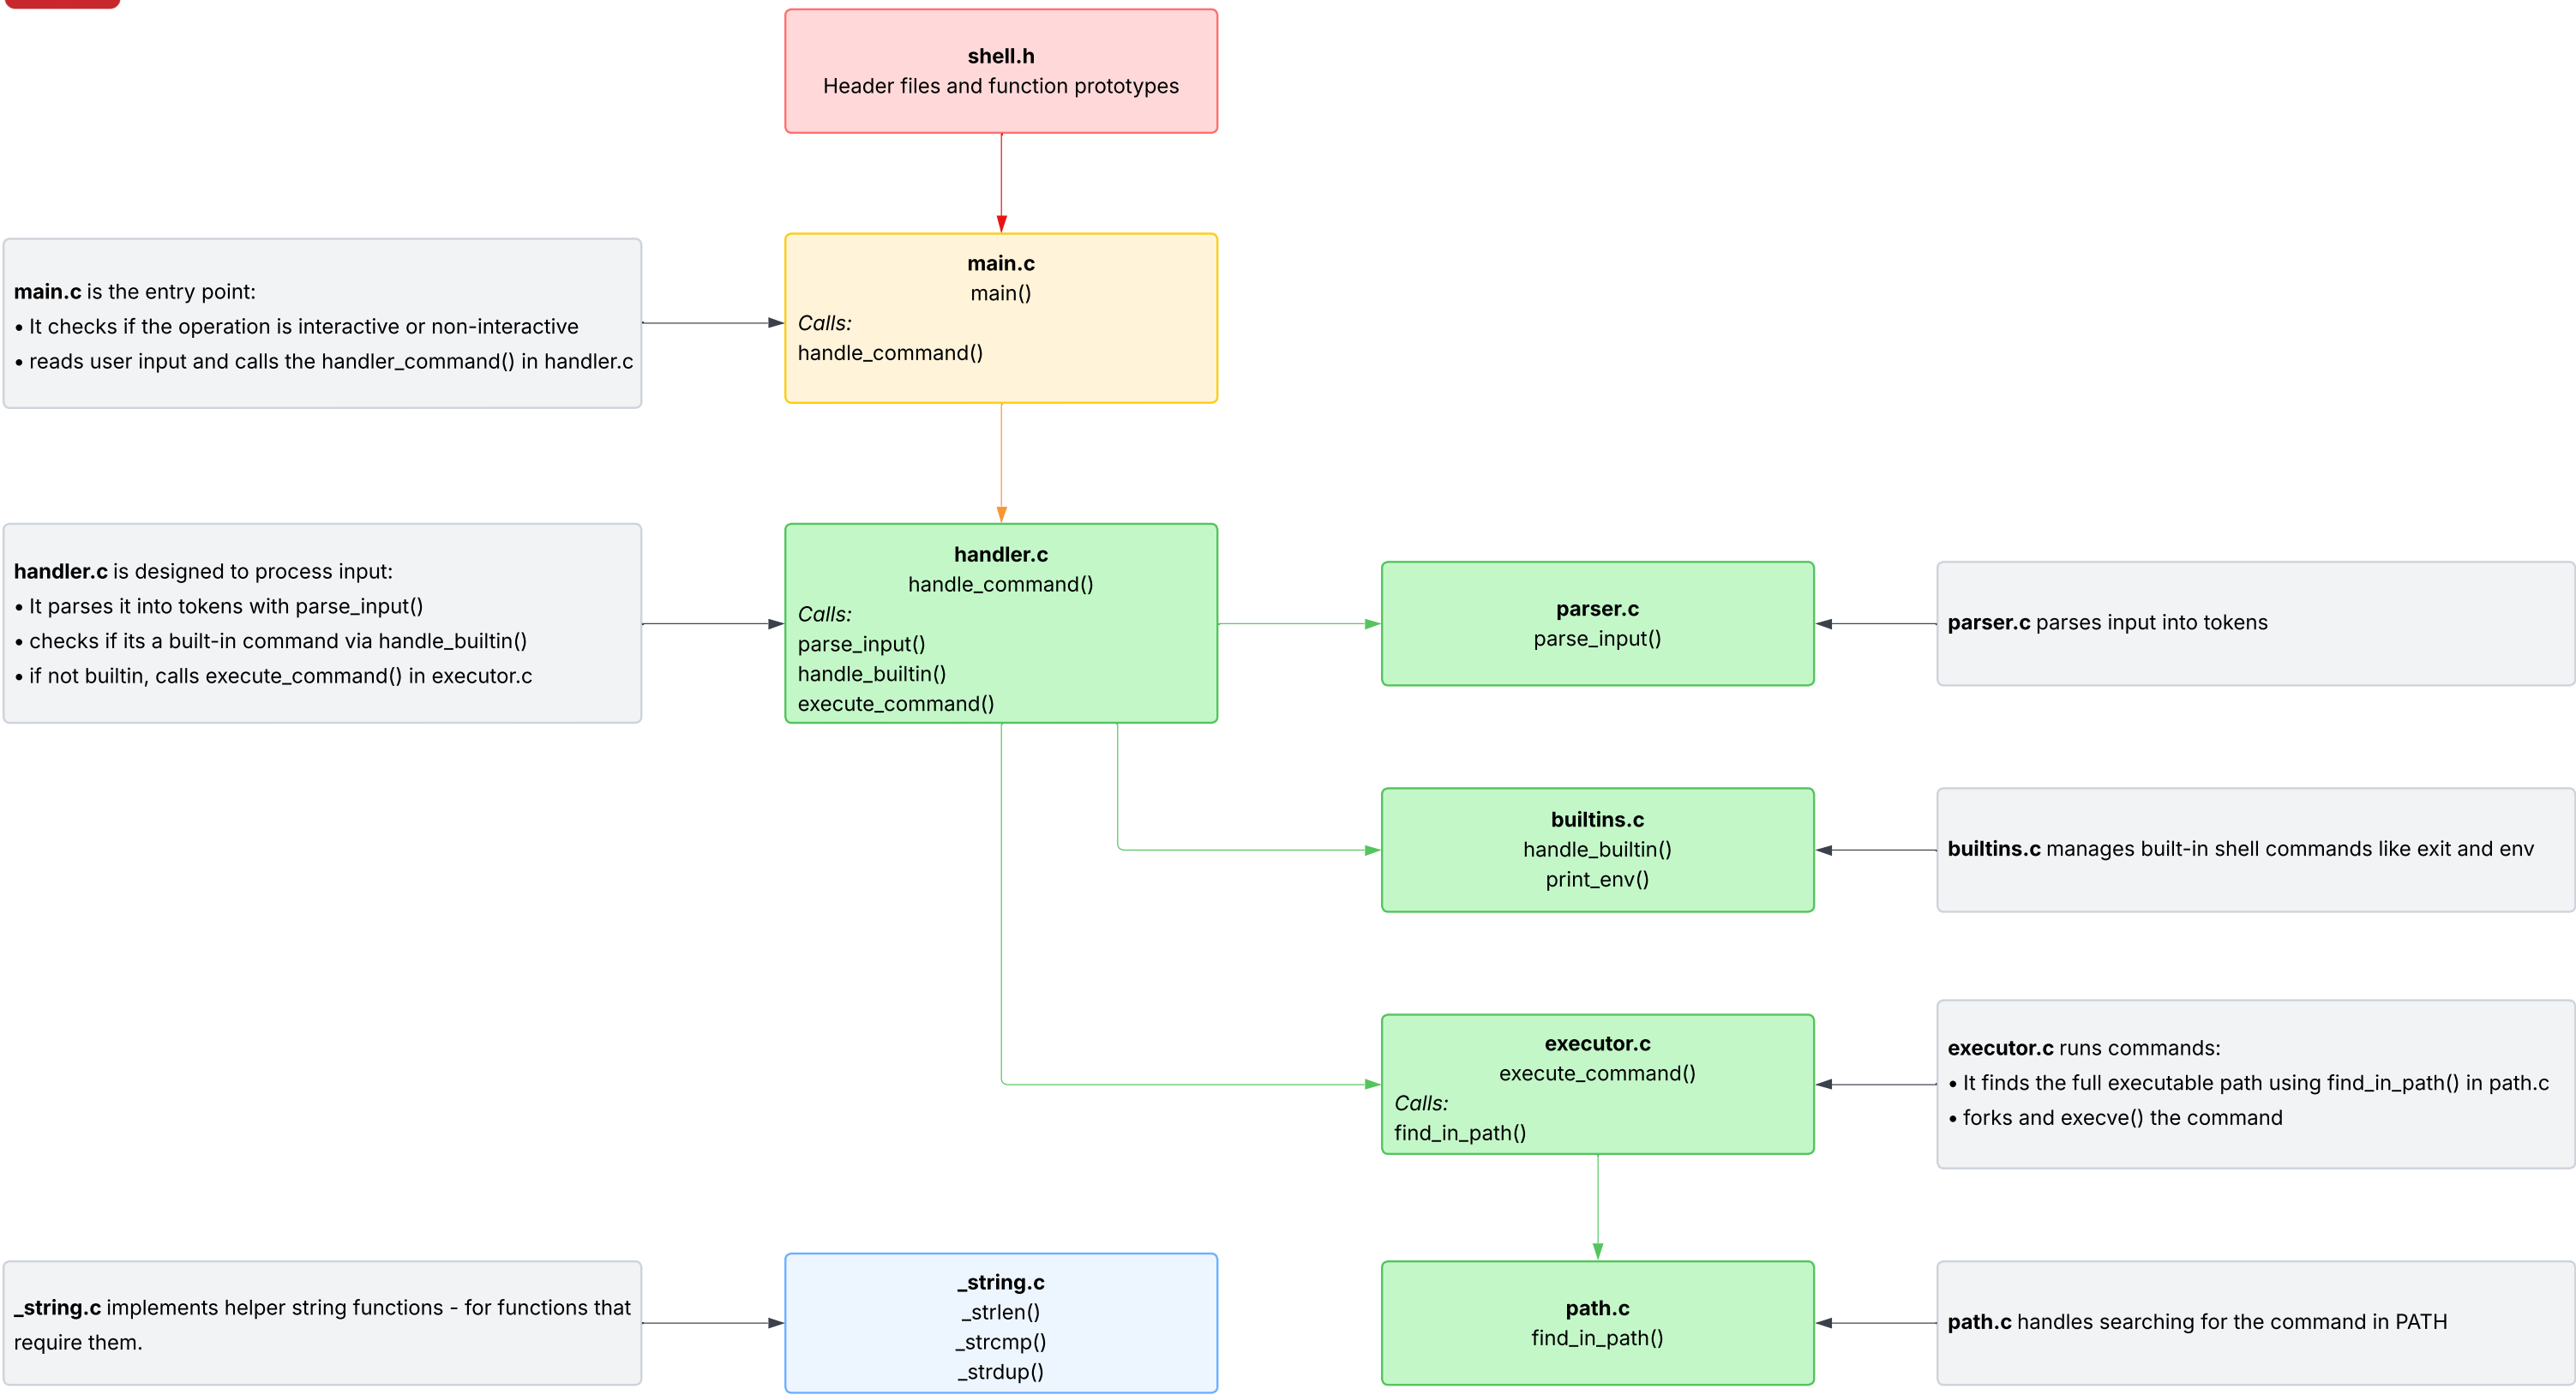 shell.h
Header files and function prototypes
main.c is the entry point:
• It checks if the operation is interactive or non-interactive
• reads user input and calls the handler_command() in handler.c
main.c
main()
Calls:
handle_command()
handler.c is designed to process input:
• It parses it into tokens with parse_input()
• checks if its a built-in command via handle_builtin()
• if not builtin, calls execute_command() in executor.c
handler.c
handle_command()
Calls:
parse_input()
handle_builtin()
execute_command()
parser.c
parse_input()
parser.c parses input into tokens
builtins.c
handle_builtin()
print_env()
builtins.c manages built-in shell commands like exit and env
executor.c
execute_command()
Calls:
find_in_path()
executor.c runs commands:
• It finds the full executable path using find_in_path() in path.c
• forks and execve() the command
_string.c implements helper string functions - for functions that
require them.
_string.c
_strlen()
_strcmp()
_strdup()
path.c
find_in_path()
path.c handles searching for the command in PATH